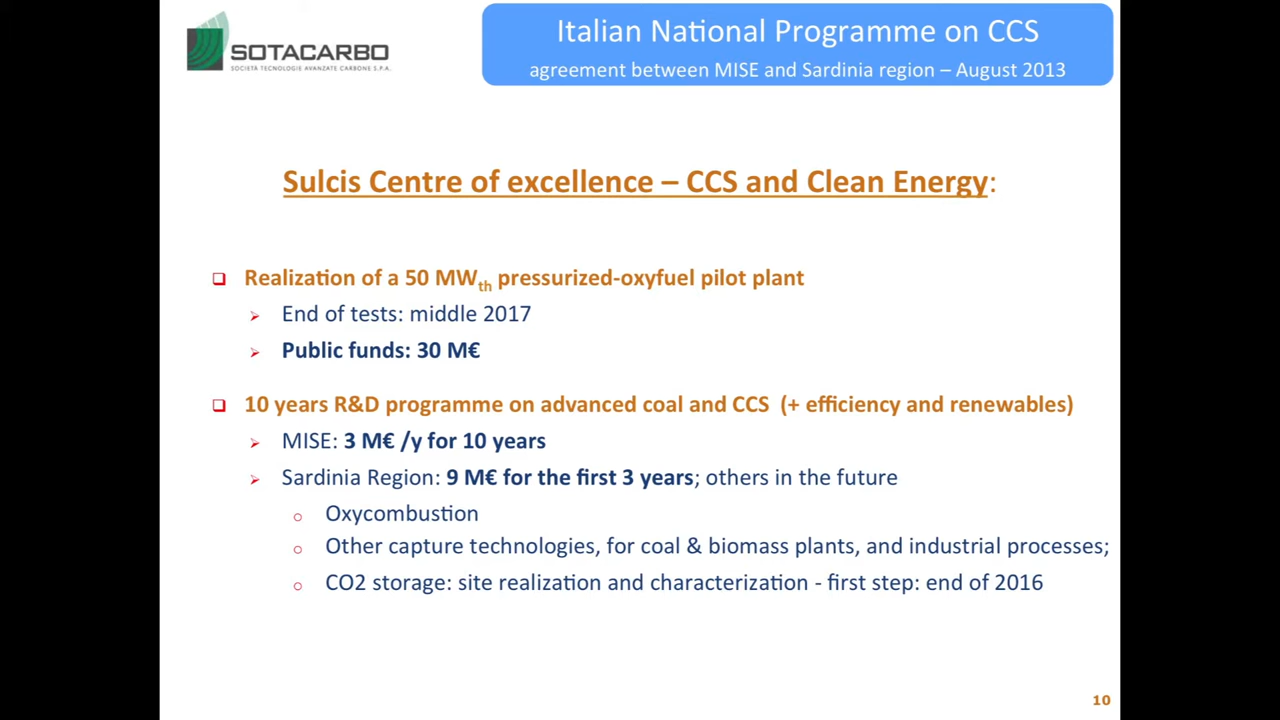 SOTACARBO
SOCIETÀ TECNOLOGIE AVANZATE CARBONE S.P.A.
Italian National Programme on CCS
agreement between MISE and Sardinia region – August 2013
Sulcis Centre of excellence – CCS and Clean Energy:
Realization of a 50 MWth pressurized-oxyfuel pilot plant
End of tests: middle 2017
Public funds: 30 M€
10 years R&D programme on advanced coal and CCS (+ efficiency and renewables)
MISE: 3 M€ /y for 10 years
Sardinia Region: 9 M€ for the first 3 years; others in the future
Oxycombustion
Other capture technologies, for coal & biomass plants, and industrial processes;
CO2 storage: site realization and characterization - first step: end of 2016
10